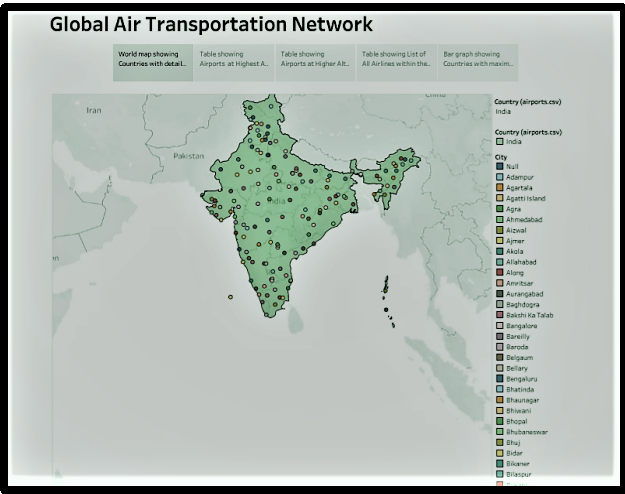 Global Air Transportation Network
World map showing
Countries with detail..
Table showing
Airports at Highest A..
Table showing
Airports at Higher Alt..
Table showing List of
All Airlines within the..
Bar graph showing
Countries with maxim..
Iran
China
Pakistan
India
Country (airports.csv)
India
Country (airports.csv)
India
City
Null
Adampur
Agartala
Agatti Island
Agra
Ahmedabad
Aizwal
Ajmer
Akola
Allahabad
Along
Amritsar
Aurangabad
Baghdogra
Bakshi Ka Talab
Bangalore
Bareilly
Baroda
Belgaum
Bellary
Bengaluru
Bhatinda
Bhaunagar
Bhiwani
Bhopal
Bhubaneswar
Bhuj
Bidar
Bikaner
Bilaspur